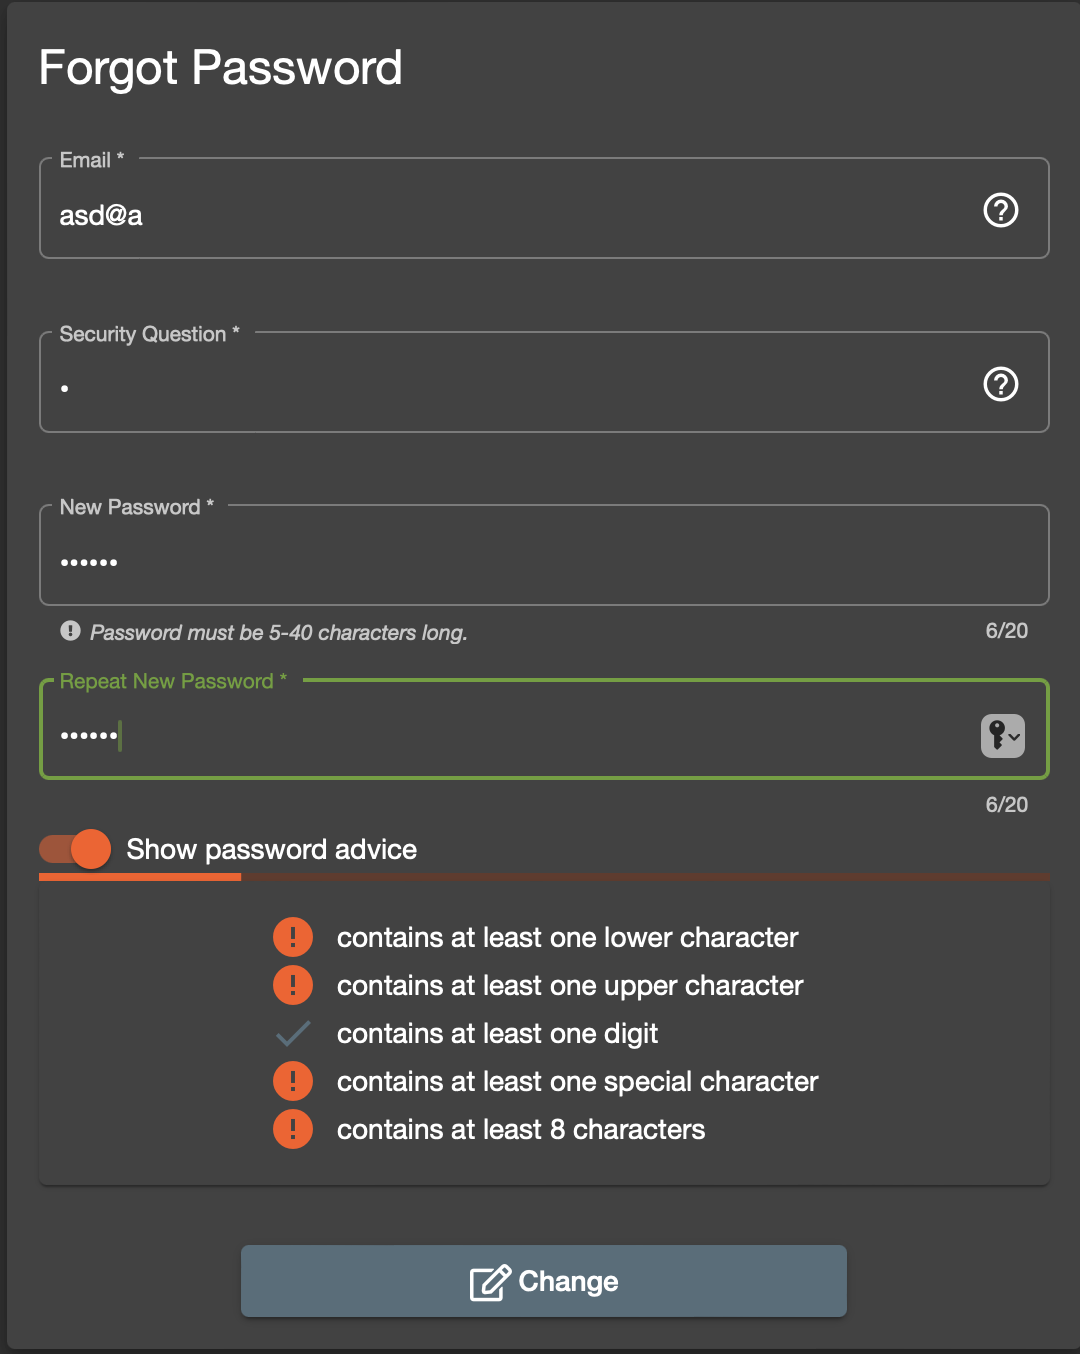 Forgot Password
Email *
asd@a
Security Question *
•
New Password *
••••••
Password must be 5-40 characters long.
6/20
Repeat New Password *
••••••
6/20
Show password advice
contains at least one lower character
contains at least one upper character
contains at least one digit
contains at least one special character
contains at least 8 characters
Change